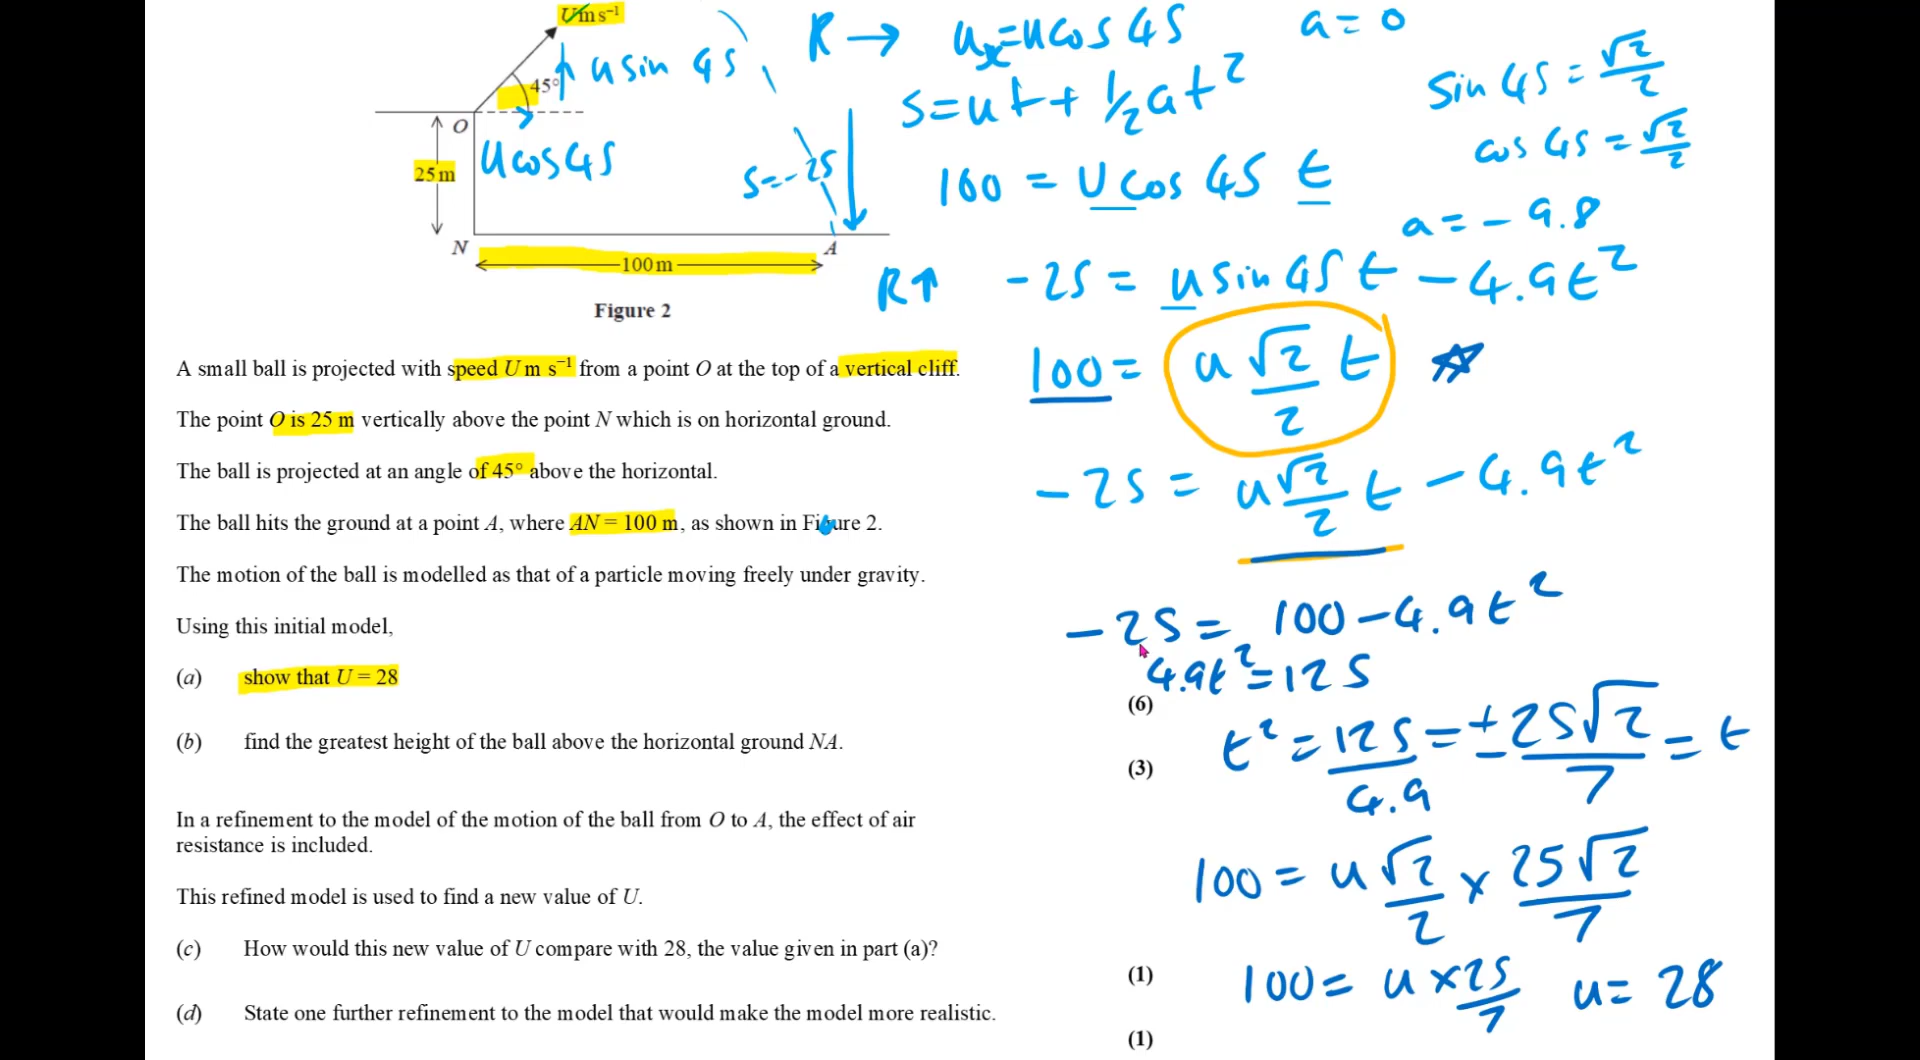 U m s⁻¹
45°
u sin 45
O
u cos 45
25 m
s=-25
N
A
100 m
Figure 2
A small ball is projected with speed U m s⁻¹ from a point O at the top of a vertical cliff.
The point O is 25 m vertically above the point N which is on horizontal ground.
The ball is projected at an angle of 45° above the horizontal.
The ball hits the ground at a point A, where AN = 100 m, as shown in Figure 2.
The motion of the ball is modelled as that of a particle moving freely under gravity.
Using this initial model,
(a) show that U = 28
(6)
(b) find the greatest height of the ball above the horizontal ground NA.
(3)
In a refinement to the model of the motion of the ball from O to A, the effect of air
resistance is included.
This refined model is used to find a new value of U.
(c) How would this new value of U compare with 28, the value given in part (a)?
(1)
(d) State one further refinement to the model that would make the model more realistic.
(1)
R → uₓ=u cos 45 a=0
s=ut+½at²
sin 45 = √2/2
cos 45 = √2/2
100 = U cos 45 t
a=-9.8
R↑ -25 = u sin 45 t - 4.9t²
100 = u √2/2 t
-25 = u √2/2 t - 4.9t²
-25 = 100 - 4.9t²
4.9t² = 125
t² = 125/4.9 = ± 25√2/7 = t
100 = u √2/2 × 25√2/7
100 = u × 25/7 u = 28